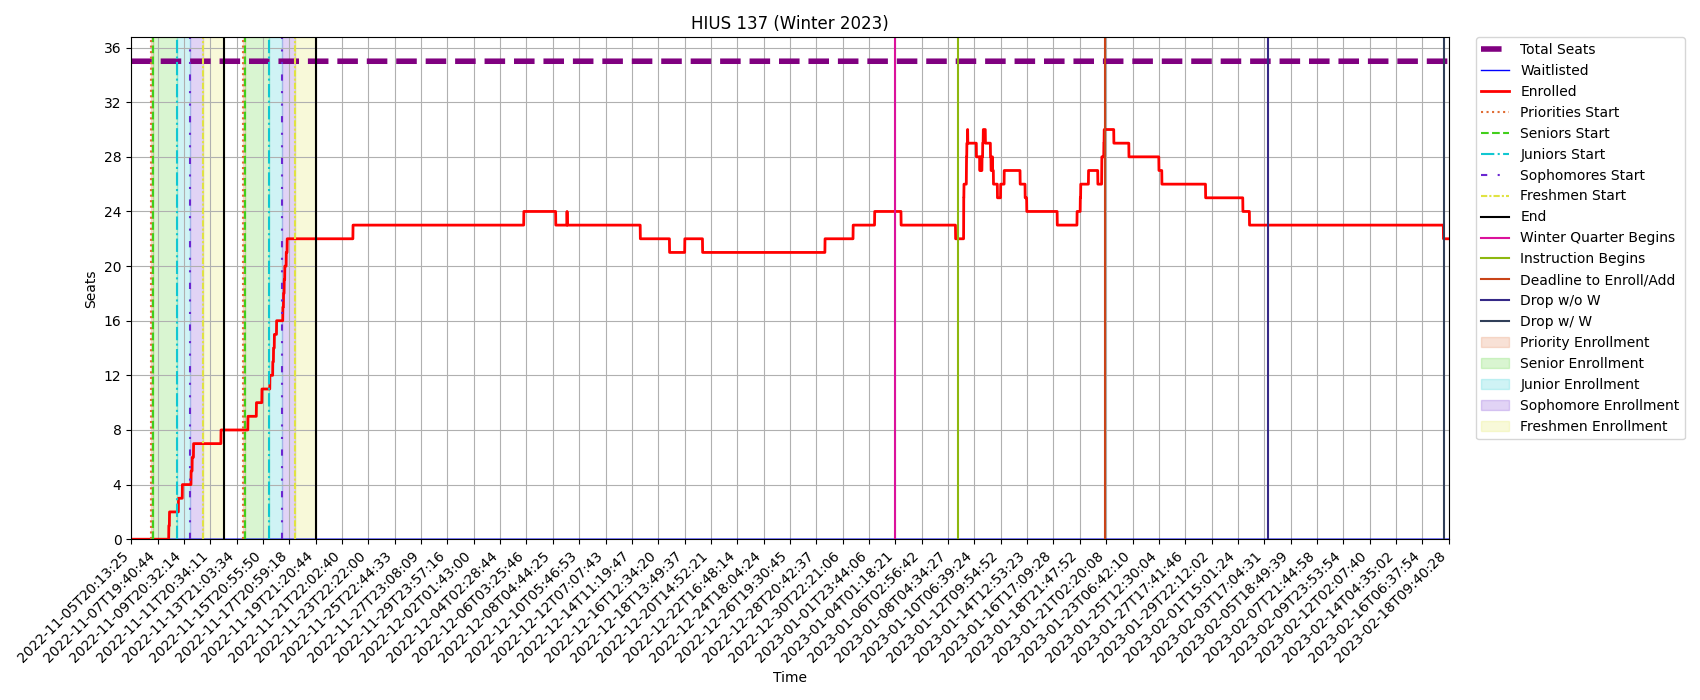 HIUS 137 (Winter 2023)
Seats
36
32
28
24
20
16
12
8
4
0
2022-11-05T20:13:25
2022-11-07T19:40:44
2022-11-09T20:32:14
2022-11-11T20:34:11
2022-11-13T21:03:34
2022-11-15T20:55:50
2022-11-17T20:59:18
2022-11-19T21:20:44
2022-11-21T22:02:40
2022-11-23T22:22:00
2022-11-25T22:44:33
2022-11-27T23:08:09
2022-11-29T23:57:16
2022-12-02T01:43:00
2022-12-04T02:28:44
2022-12-06T03:25:46
2022-12-08T04:44:25
2022-12-10T05:46:53
2022-12-12T07:07:43
2022-12-14T11:19:47
2022-12-16T12:34:20
2022-12-18T13:49:37
2022-12-20T14:52:21
2022-12-22T16:48:14
2022-12-24T18:04:24
2022-12-26T19:30:45
2022-12-28T20:42:37
2022-12-30T22:21:06
2023-01-01T23:44:06
2023-01-04T01:18:21
2023-01-06T02:56:42
2023-01-08T04:34:27
2023-01-10T06:39:24
2023-01-12T09:54:52
2023-01-14T12:53:23
2023-01-16T17:09:28
2023-01-18T21:47:52
2023-01-21T02:20:08
2023-01-23T06:42:10
2023-01-25T12:30:04
2023-01-27T17:41:46
2023-01-29T22:12:02
2023-02-01T15:01:24
2023-02-03T17:04:31
2023-02-05T18:49:39
2023-02-07T21:44:58
2023-02-09T23:53:54
2023-02-12T02:07:40
2023-02-14T04:35:02
2023-02-16T06:37:54
2023-02-18T09:40:28
Time
Total Seats
Waitlisted
Enrolled
Priorities Start
Seniors Start
Juniors Start
Sophomores Start
Freshmen Start
End
Winter Quarter Begins
Instruction Begins
Deadline to Enroll/Add
Drop w/o W
Drop w/ W
Priority Enrollment
Senior Enrollment
Junior Enrollment
Sophomore Enrollment
Freshmen Enrollment